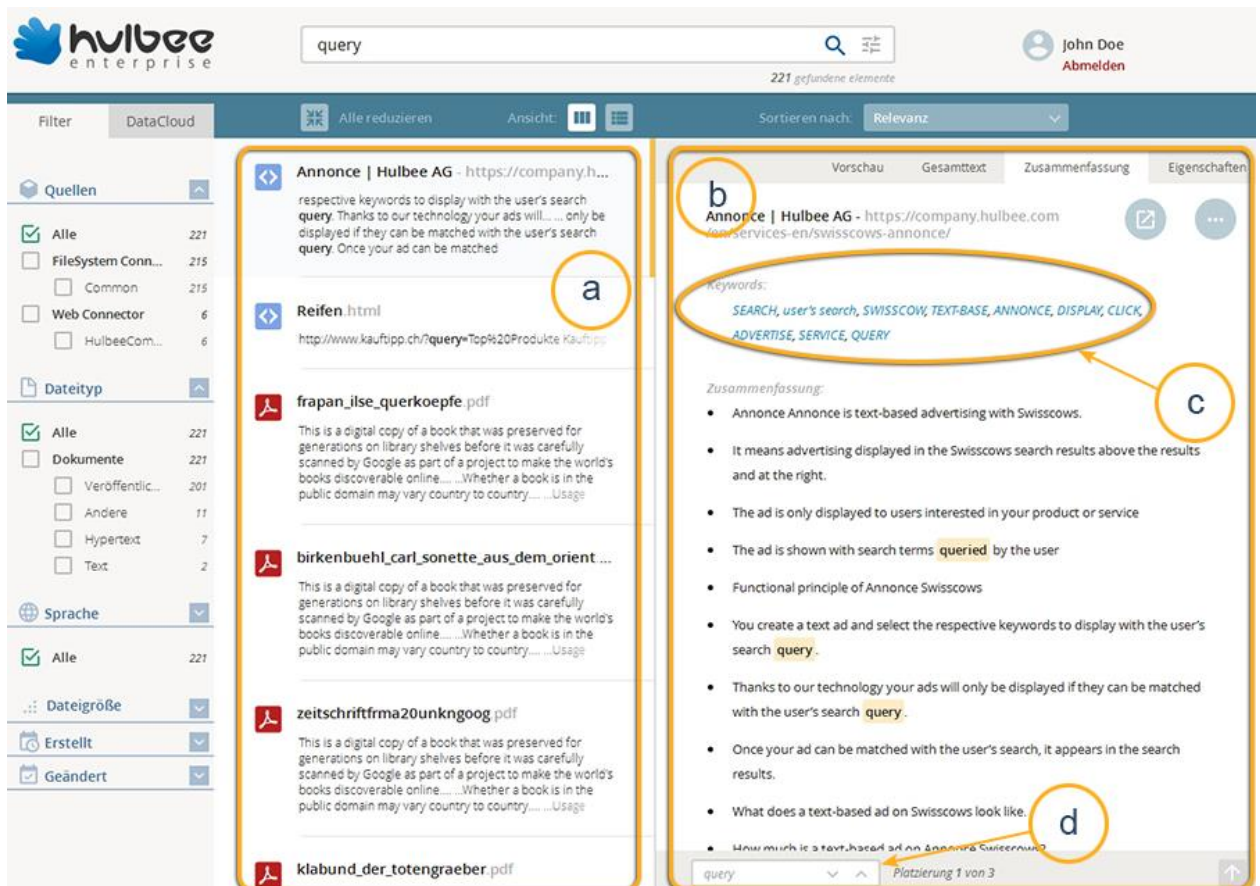 hulbee
enterprise
query
221 gefundene elemente
John Doe
Abmelden
Filter
DataCloud
Alle reduzieren
Ansicht:
Sortieren nach:
Relevanz
Quellen
Alle 221
FileSystem Conn... 215
Common 215
Web Connector 6
HulbeeCom... 6
Dateityp
Alle 221
Dokumente 221
Veröffentlic... 201
Andere 11
Hypertext 7
Text 2
Sprache
Alle 221
Dateigröße
Erstellt
Geändert
a
Annonce | Hulbee AG - https://company.h...
respective keywords to display with the user's search
query. Thanks to our technology your ads will... ... only be
displayed if they can be matched with the user's search
query. Once your ad can be matched
Reifen.html
http://www.kauftipp.ch/?query=Top%20Produkte Kauftipp
frapan_ilse_querkoepfe.pdf
This is a digital copy of a book that was preserved for
generations on library shelves before it was carefully
scanned by Google as part of a project to make the world's
books discoverable online.... ...Whether a book is in the
public domain may vary country to country.... ...Usage
birkenbuehl_carl_sonette_aus_dem_orient....
This is a digital copy of a book that was preserved for
generations on library shelves before it was carefully
scanned by Google as part of a project to make the world's
books discoverable online.... ...Whether a book is in the
public domain may vary country to country.... ...Usage
zeitschriftfrma20unkngoog.pdf
This is a digital copy of a book that was preserved for
generations on library shelves before it was carefully
scanned by Google as part of a project to make the world's
books discoverable online.... ...Whether a book is in the
public domain may vary country to country.... ...Usage
klabund_der_totengraeber.pdf
b
Vorschau
Gesamttext
Zusammenfassung
Eigenschaften
Annonce | Hulbee AG - https://company.hulbee.com
/en/services-en/swisscows-annonce/
...
Keywords:
SEARCH, user's search, SWISSCOW, TEXT-BASE, ANNONCE, DISPLAY, CLICK,
ADVERTISE, SERVICE, QUERY
c
Zusammenfassung:
• Annonce Annonce is text-based advertising with Swisscows.
• It means advertising displayed in the Swisscows search results above the results
and at the right.
• The ad is only displayed to users interested in your product or service
• The ad is shown with search terms queried by the user
• Functional principle of Annonce Swisscows
• You create a text ad and select the respective keywords to display with the user's
search query.
• Thanks to our technology your ads will only be displayed if they can be matched
with the user's search query.
• Once your ad can be matched with the user's search, it appears in the search
results.
• What does a text-based ad on Swisscows look like.
• How much is a text-based ad on Annonce Swisscows?
d
query
Platzierung 1 von 3